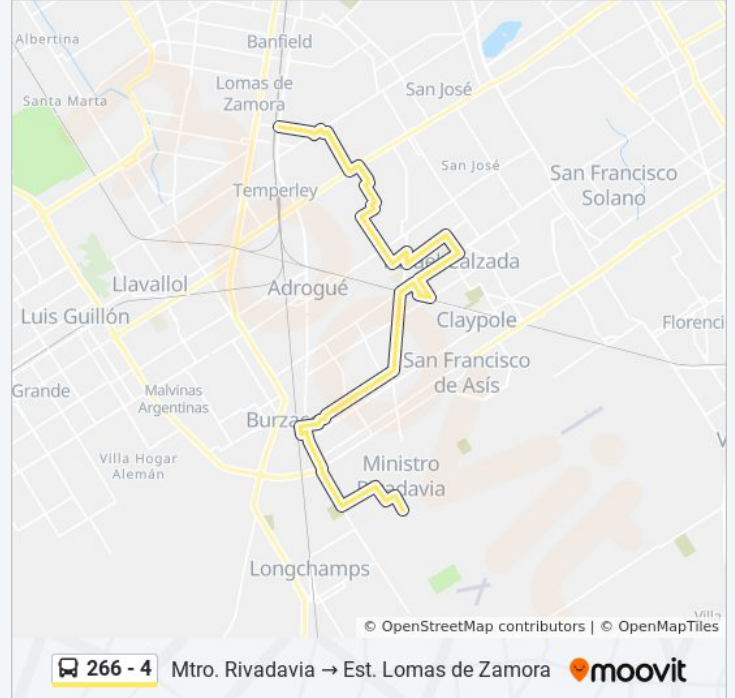 Albertina
Banfield
Lomas de
Zamora
San José
Santa Marta
San José
San Francisco
Solano
Temperley
Calzada
Llavallol
Adrogué
Luis Guillón
Claypole
Florenci
San Francisco
de Asís
Grande
Malvinas
Argentinas
Burzac
Villa Hogar
Alemán
Ministro
Rivadavia
Longchamps
Villa
© OpenStreetMap contributors | © OpenMapTiles
266 - 4 Mtro. Rivadavia → Est. Lomas de Zamora moovit